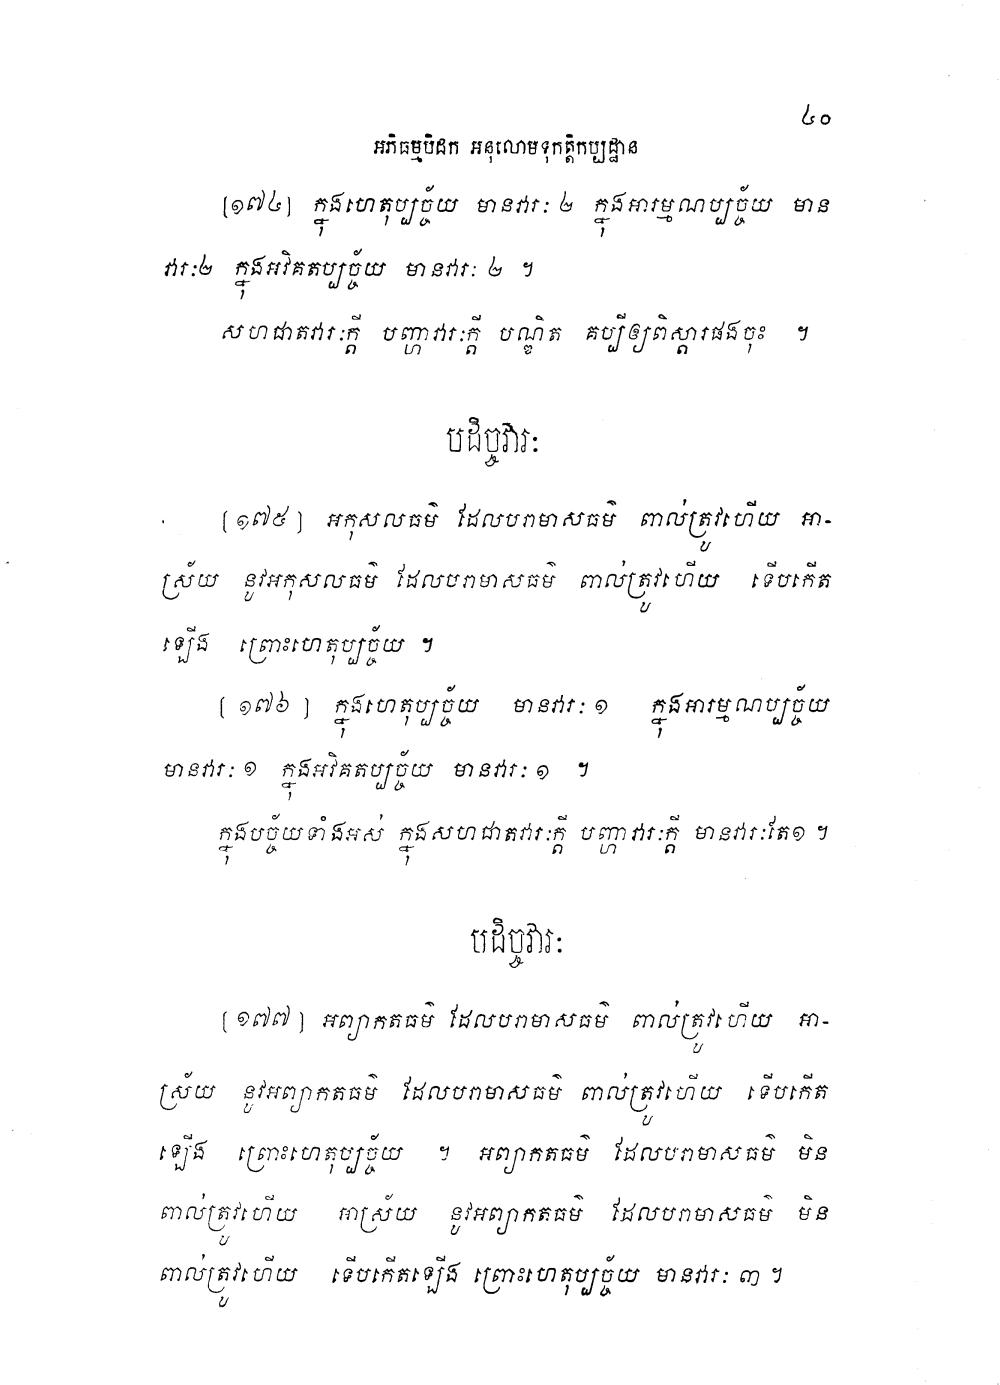 ៤០
អភិធម្មបិដក អនុលោមទុកត្តិកប្បដ្ឋាន
[១៧៤] ក្នុងហេតុប្បច្ច័យ មានវារៈ ២ ក្នុងអារម្មណប្បច្ច័យ មាន
វារៈ២ ក្នុងអវិគតប្បច្ច័យ មានវារៈ ២ ។
សហជាតវារៈក្តី បញ្ហាវារៈក្តី បណ្ឌិត គប្បីឲ្យពិស្តារផងចុះ ។
បដិច្ចវារៈ
[១៧៥] អកុសលធម៌ ដែលបរាមាសធម៌ ពាល់ត្រូវហើយ អា-
ស្រ័យ នូវអកុសលធម៌ ដែលបរាមាសធម៌ ពាល់ត្រូវហើយ ទើបកើត
ឡើង ព្រោះហេតុប្បច្ច័យ ។
[១៧៦] ក្នុងហេតុប្បច្ច័យ មានវារៈ ១ ក្នុងអារម្មណប្បច្ច័យ
មានវារៈ ១ ក្នុងអវិគតប្បច្ច័យ មានវារៈ ១ ។
ក្នុងបច្ច័យទាំងអស់ ក្នុងសហជាតវារៈក្តី បញ្ហាវារៈក្តី មានវារៈតែ១ ។
បដិច្ចវារៈ
[១៧៧] អព្យាកតធម៌ ដែលបរាមាសធម៌ ពាល់ត្រូវហើយ អា-
ស្រ័យ នូវអព្យាកតធម៌ ដែលបរាមាសធម៌ ពាល់ត្រូវហើយ ទើបកើត
ឡើង ព្រោះហេតុប្បច្ច័យ ។ អព្យាកតធម៌ ដែលបរាមាសធម៌ មិន
ពាល់ត្រូវហើយ អាស្រ័យ នូវអព្យាកតធម៌ ដែលបរាមាសធម៌ មិន
ពាល់ត្រូវហើយ ទើបកើតឡើង ព្រោះហេតុប្បច្ច័យ មានវារៈ ៣ ។